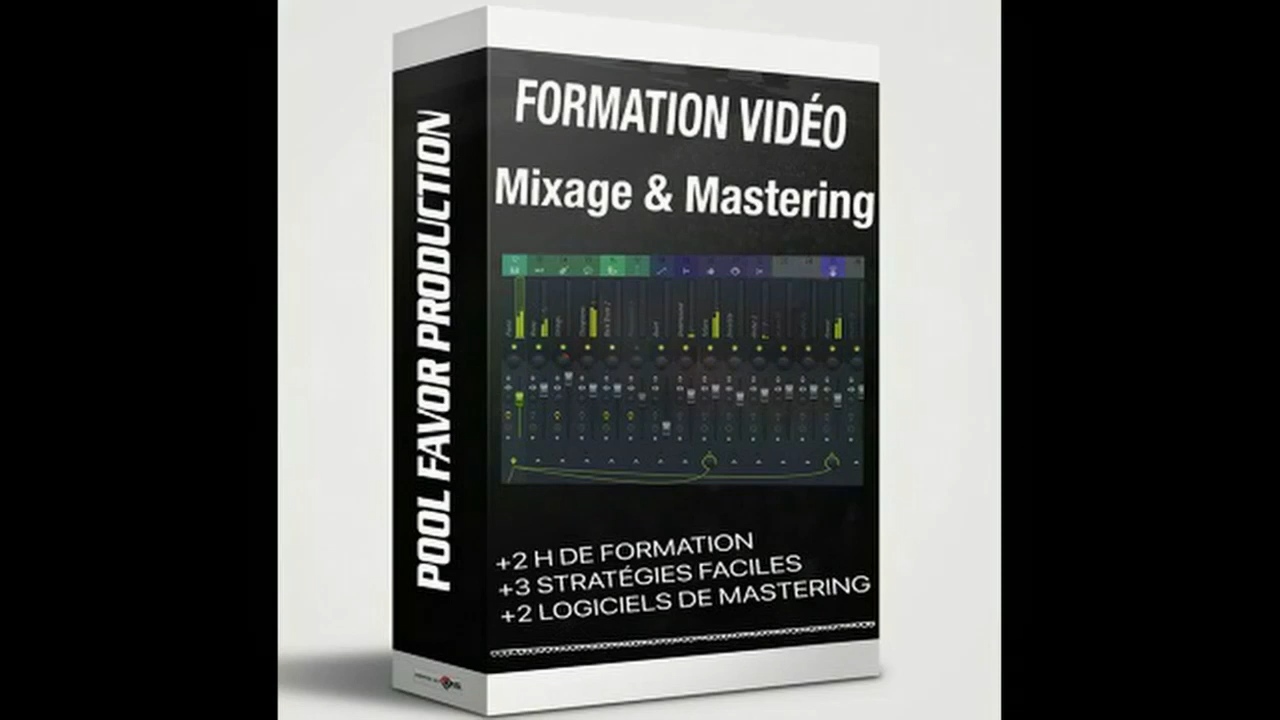 POOL FAVOR PRODUCTION
FORMATION VIDÉO
Mixage & Mastering
+2 H DE FORMATION
+3 STRATÉGIES FACILES
+2 LOGICIELS DE MASTERING